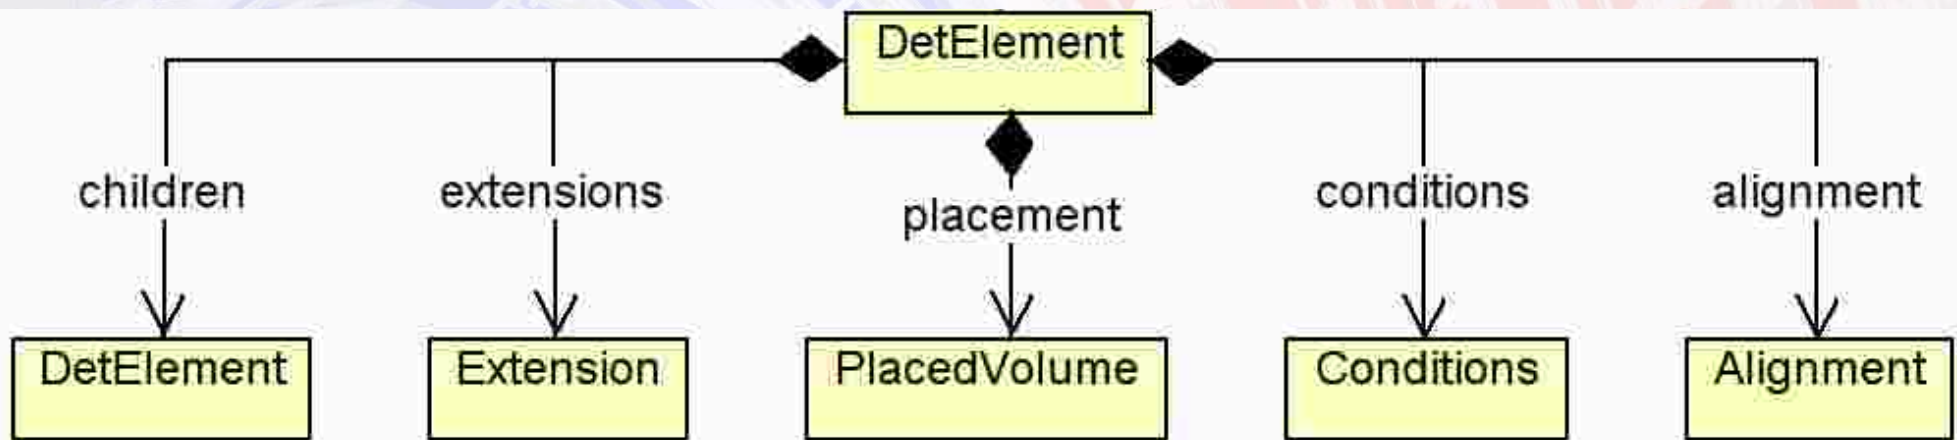 DetElement
children
extensions
placement
conditions
alignment
DetElement
Extension
PlacedVolume
Conditions
Alignment